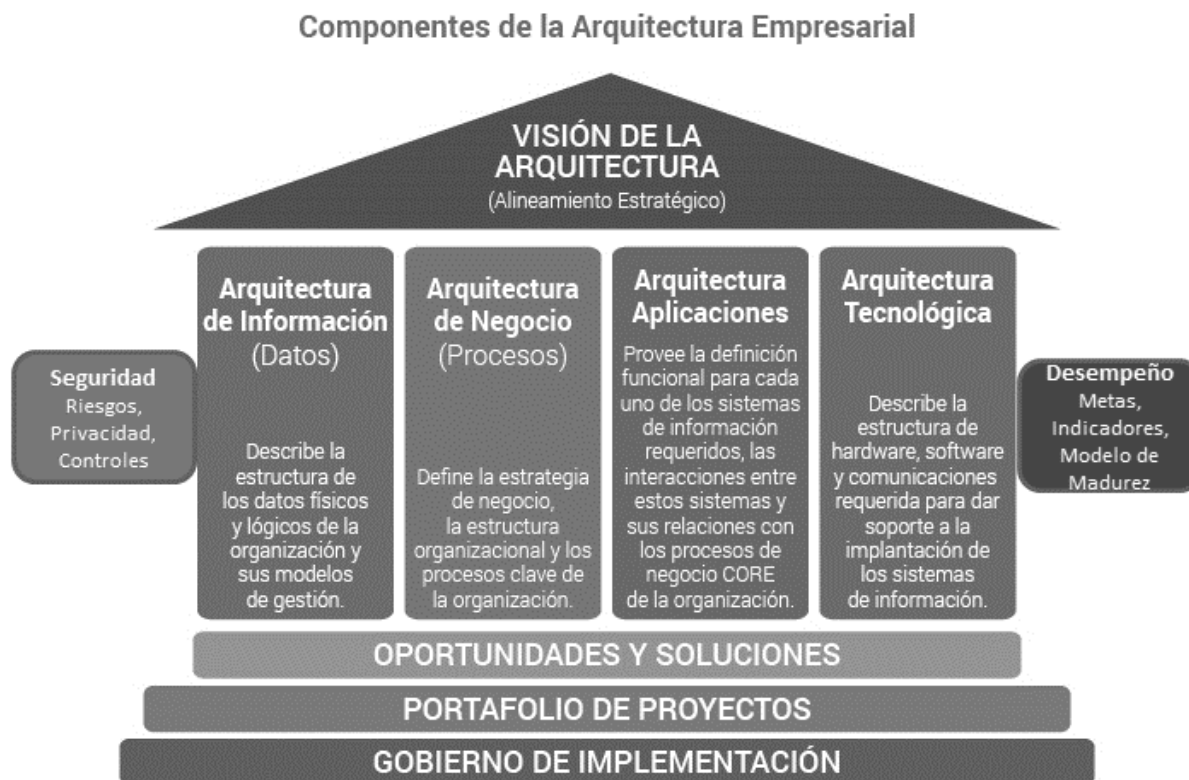 Componentes de la Arquitectura Empresarial
VISIÓN DE LA
ARQUITECTURA
(Alineamiento Estratégico)
Seguridad
Riesgos,
Privacidad,
Controles
Arquitectura
de Información
(Datos)
Describe la
estructura de
los datos físicos
y lógicos de la
organización y
sus modelos
de gestión.
Arquitectura
de Negocio
(Procesos)
Define la estrategia
de negocio,
la estructura
organizacional y los
procesos clave de
la organización.
Arquitectura
Aplicaciones
Provee la definición
funcional para cada
uno de los sistemas
de información
requeridos, las
interacciones entre
estos sistemas y
sus relaciones con
los procesos de
negocio CORE
de la organización.
Arquitectura
Tecnológica
Describe la
estructura de
hardware, software
y comunicaciones
requerida para dar
soporte a la
implantación de
los sistemas
de información.
Desempeño
Metas,
Indicadores,
Modelo de
Madurez
OPORTUNIDADES Y SOLUCIONES
PORTAFOLIO DE PROYECTOS
GOBIERNO DE IMPLEMENTACIÓN